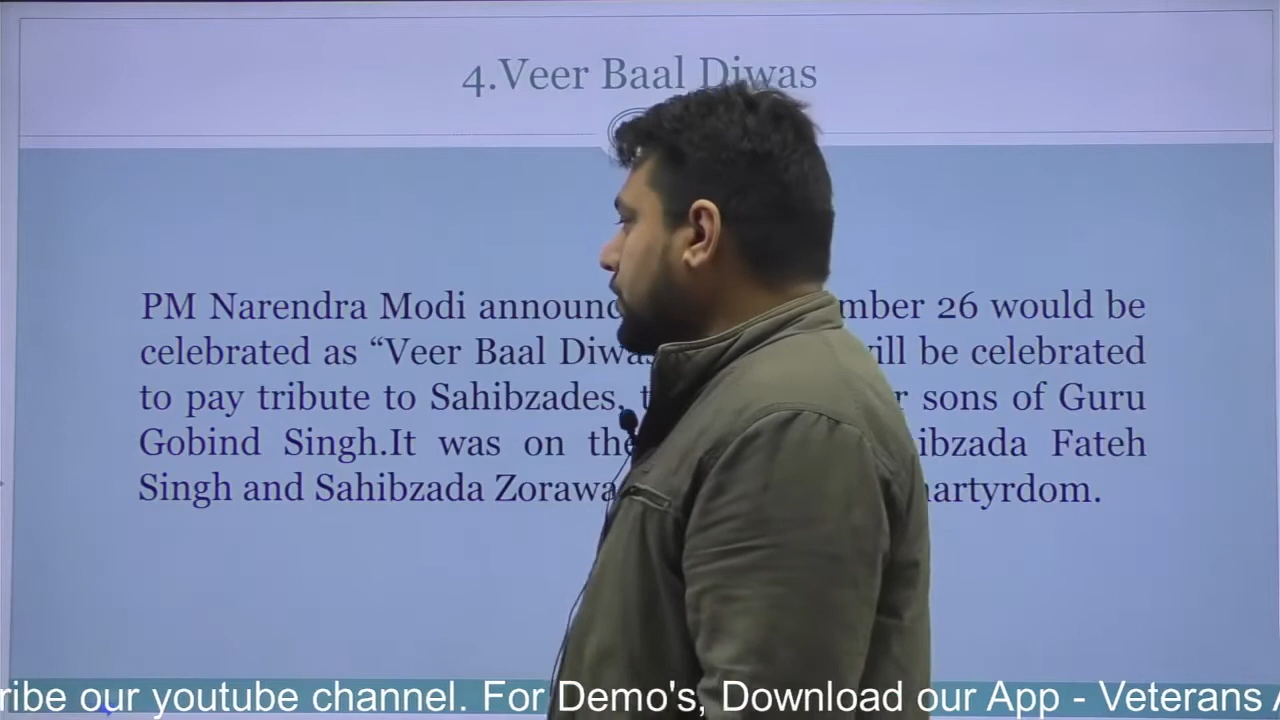 4.Veer Baal Diwas
PM Narendra Modi announc mber 26 would be
celebrated as “Veer Baal Diwas will be celebrated
to pay tribute to Sahibzades, t r sons of Guru
Gobind Singh.It was on the ibzada Fateh
Singh and Sahibzada Zorawa artyrdom.
ribe our youtube channel. For Demo's, Download our App - Veterans A